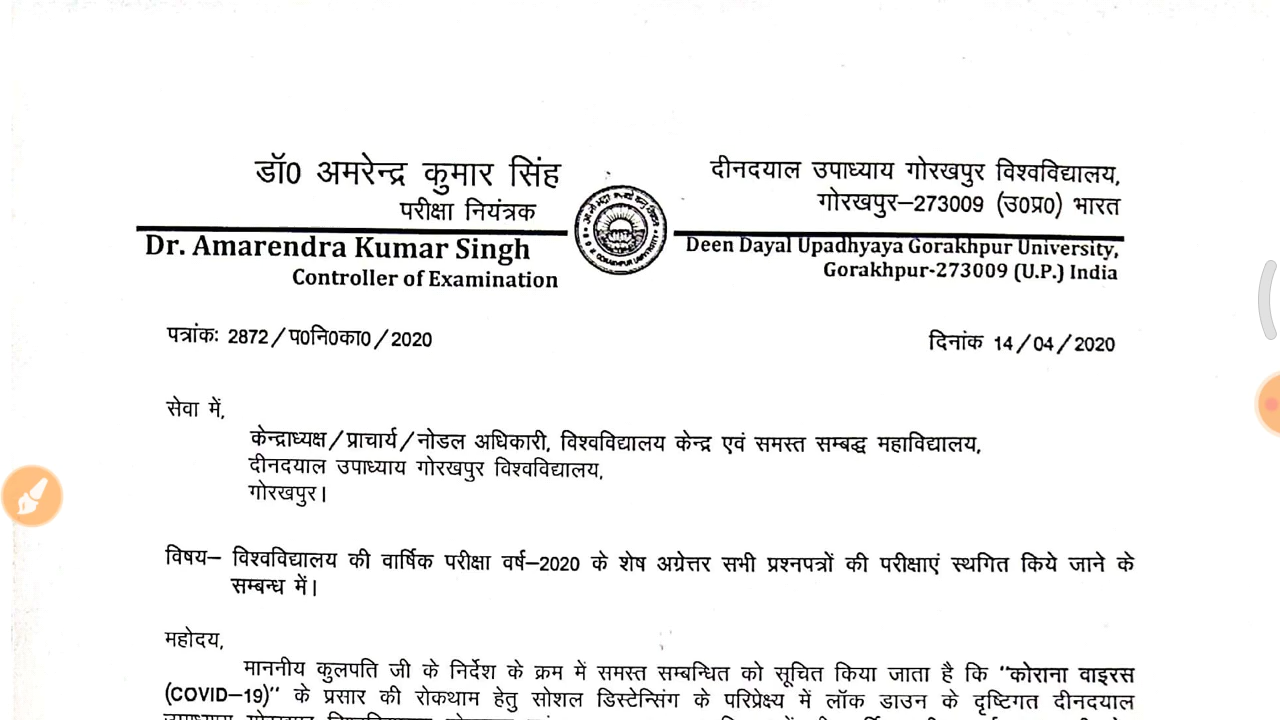 डॉ0 अमरेन्द्र कुमार सिंह
परीक्षा नियंत्रक
Dr. Amarendra Kumar Singh
Controller of Examination
दीनदयाल उपाध्याय गोरखपुर विश्वविद्यालय,
गोरखपुर–273009 (उ0प्र0) भारत
Deen Dayal Upadhyaya Gorakhpur University,
Gorakhpur-273009 (U.P.) India
पत्रांकः 2872/प0नि0का0/2020
दिनांक 14/04/2020
सेवा में,
केन्द्राध्यक्ष/प्राचार्य/नोडल अधिकारी, विश्वविद्यालय केन्द्र एवं समस्त सम्बद्ध महाविद्यालय,
दीनदयाल उपाध्याय गोरखपुर विश्वविद्यालय,
गोरखपुर।
विषय– विश्वविद्यालय की वार्षिक परीक्षा वर्ष–2020 के शेष अग्रेत्तर सभी प्रश्नपत्रों की परीक्षाएं स्थगित किये जाने के
सम्बन्ध में।
महोदय,
माननीय कुलपति जी के निर्देश के क्रम में समस्त सम्बन्धित को सूचित किया जाता है कि "कोराना वाइरस
(COVID–19)" के प्रसार की रोकथाम हेतु सोशल डिस्टेन्सिंग के परिप्रेक्ष्य में लॉक डाउन के दृष्टिगत दीनदयाल